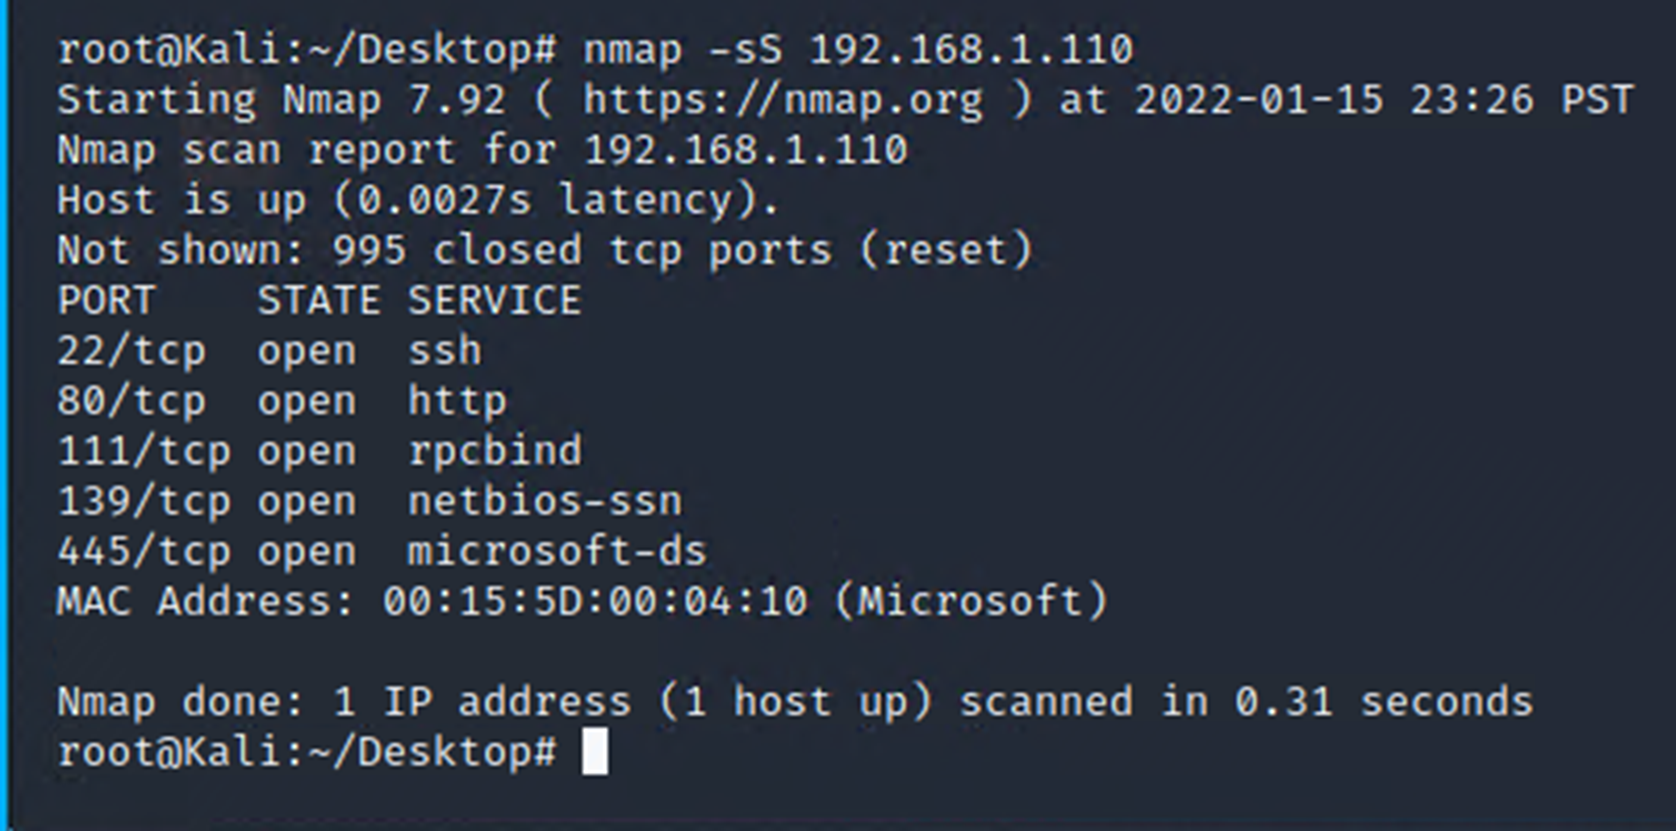 root@Kali:~/Desktop# nmap -sS 192.168.1.110
Starting Nmap 7.92 ( https://nmap.org ) at 2022-01-15 23:26 PST
Nmap scan report for 192.168.1.110
Host is up (0.0027s latency).
Not shown: 995 closed tcp ports (reset)
PORT    STATE SERVICE
22/tcp  open  ssh
80/tcp  open  http
111/tcp open  rpcbind
139/tcp open  netbios-ssn
445/tcp open  microsoft-ds
MAC Address: 00:15:5D:00:04:10 (Microsoft)
Nmap done: 1 IP address (1 host up) scanned in 0.31 seconds
root@Kali:~/Desktop#